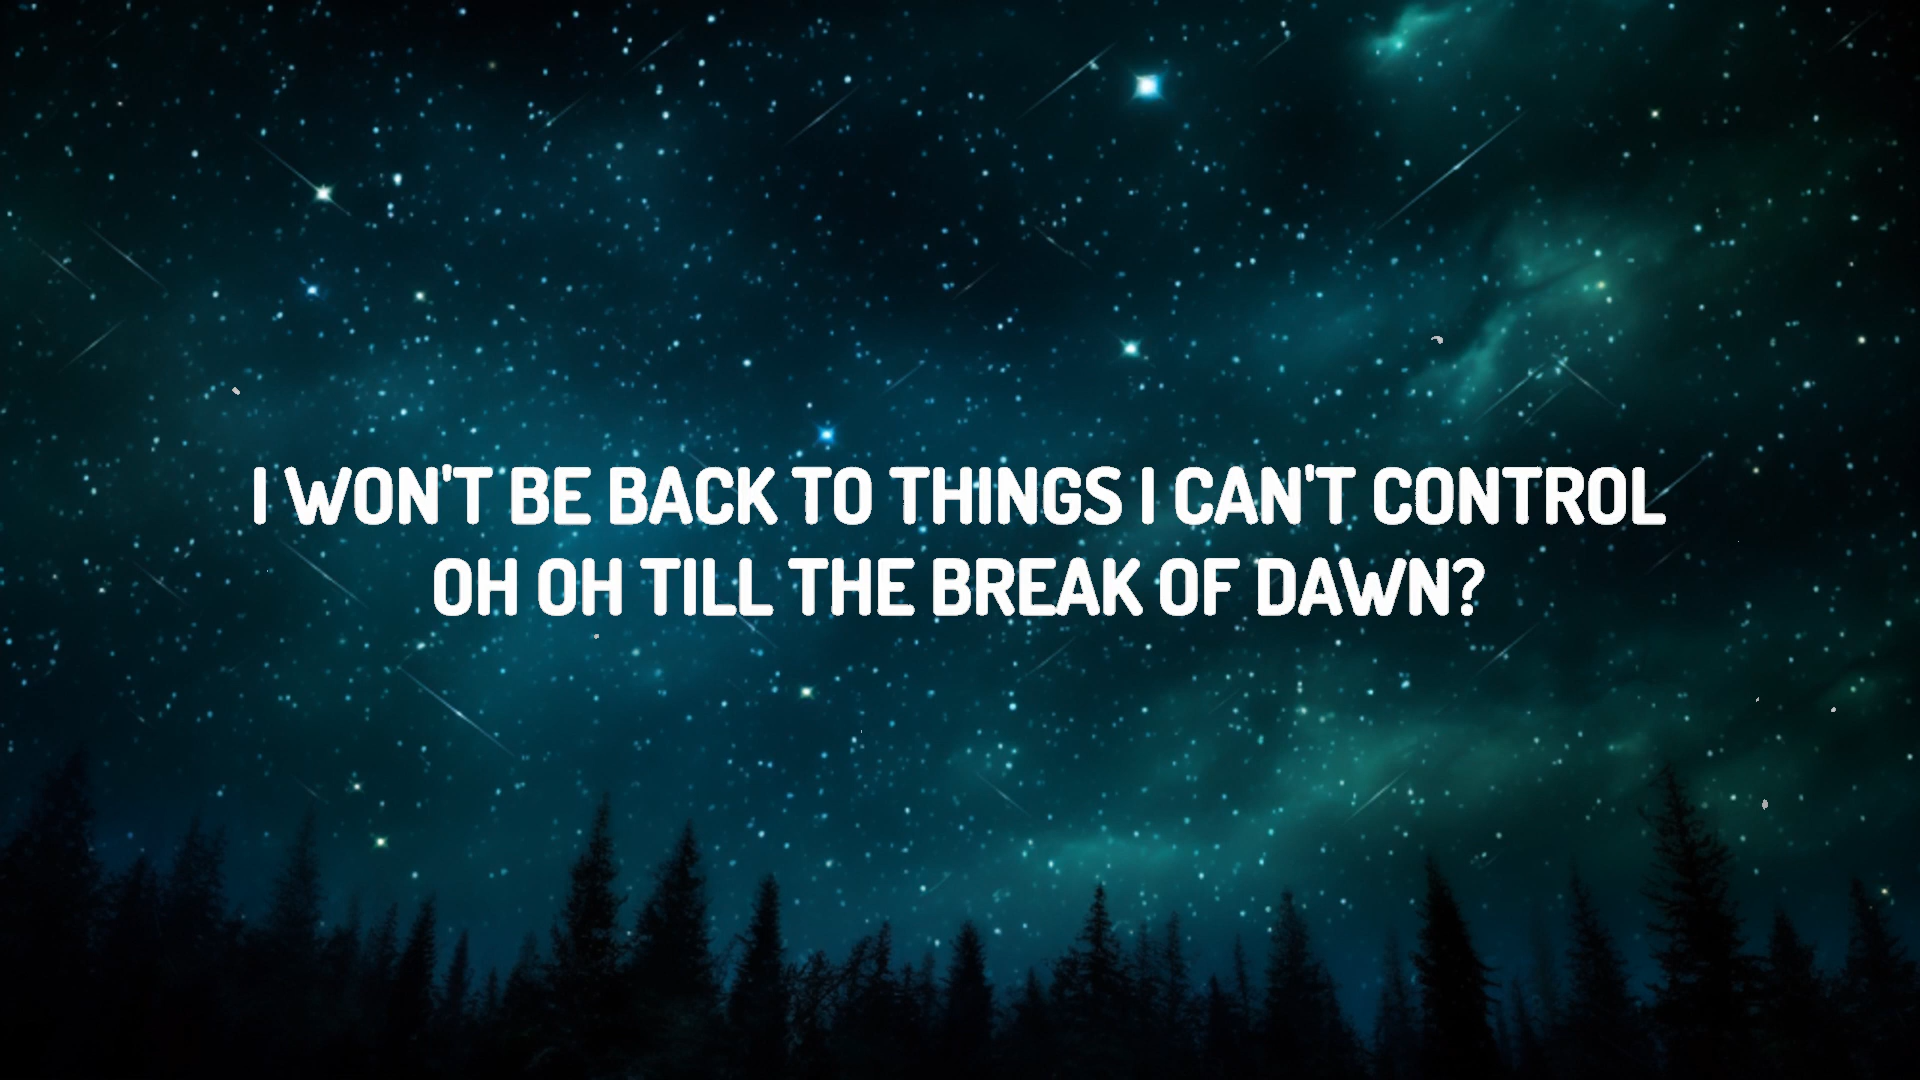 I WON'T BE BACK TO THINGS I CAN'T CONTROL
OH OH TILL THE BREAK OF DAWN?